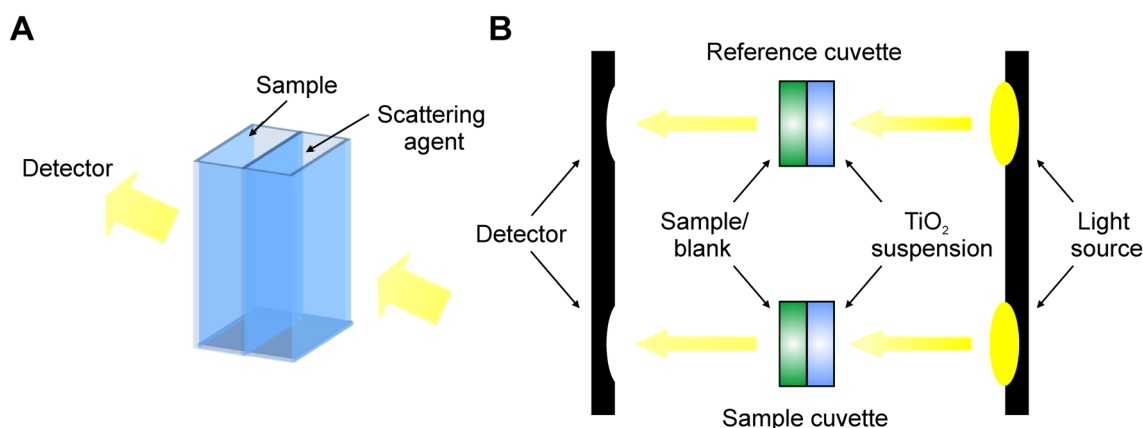 A
Sample
Scattering
agent
Detector
B
Reference cuvette
Detector
Sample/
blank
TiO₂
suspension
Light
source
Sample cuvette